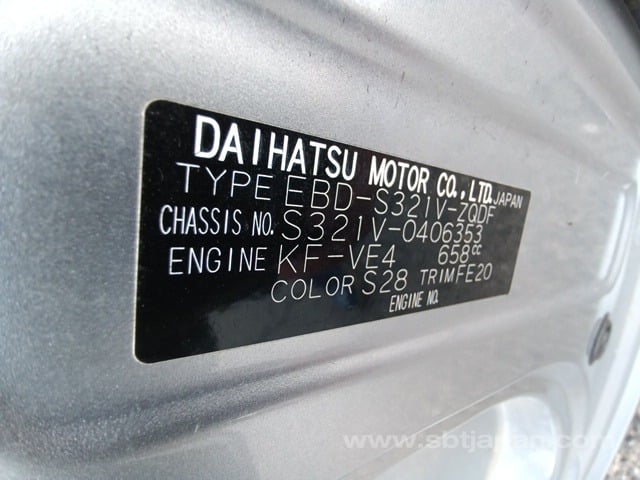 DAIHATSU MOTOR CO., LTD. JAPAN
TYPE EBD-S321V-ZQDF
CHASSIS NO. S321V-0406353
ENGINE KF-VE4 658cc
COLOR S28 TRIM FE20
ENGINE NO.
www.sbtjapan.com